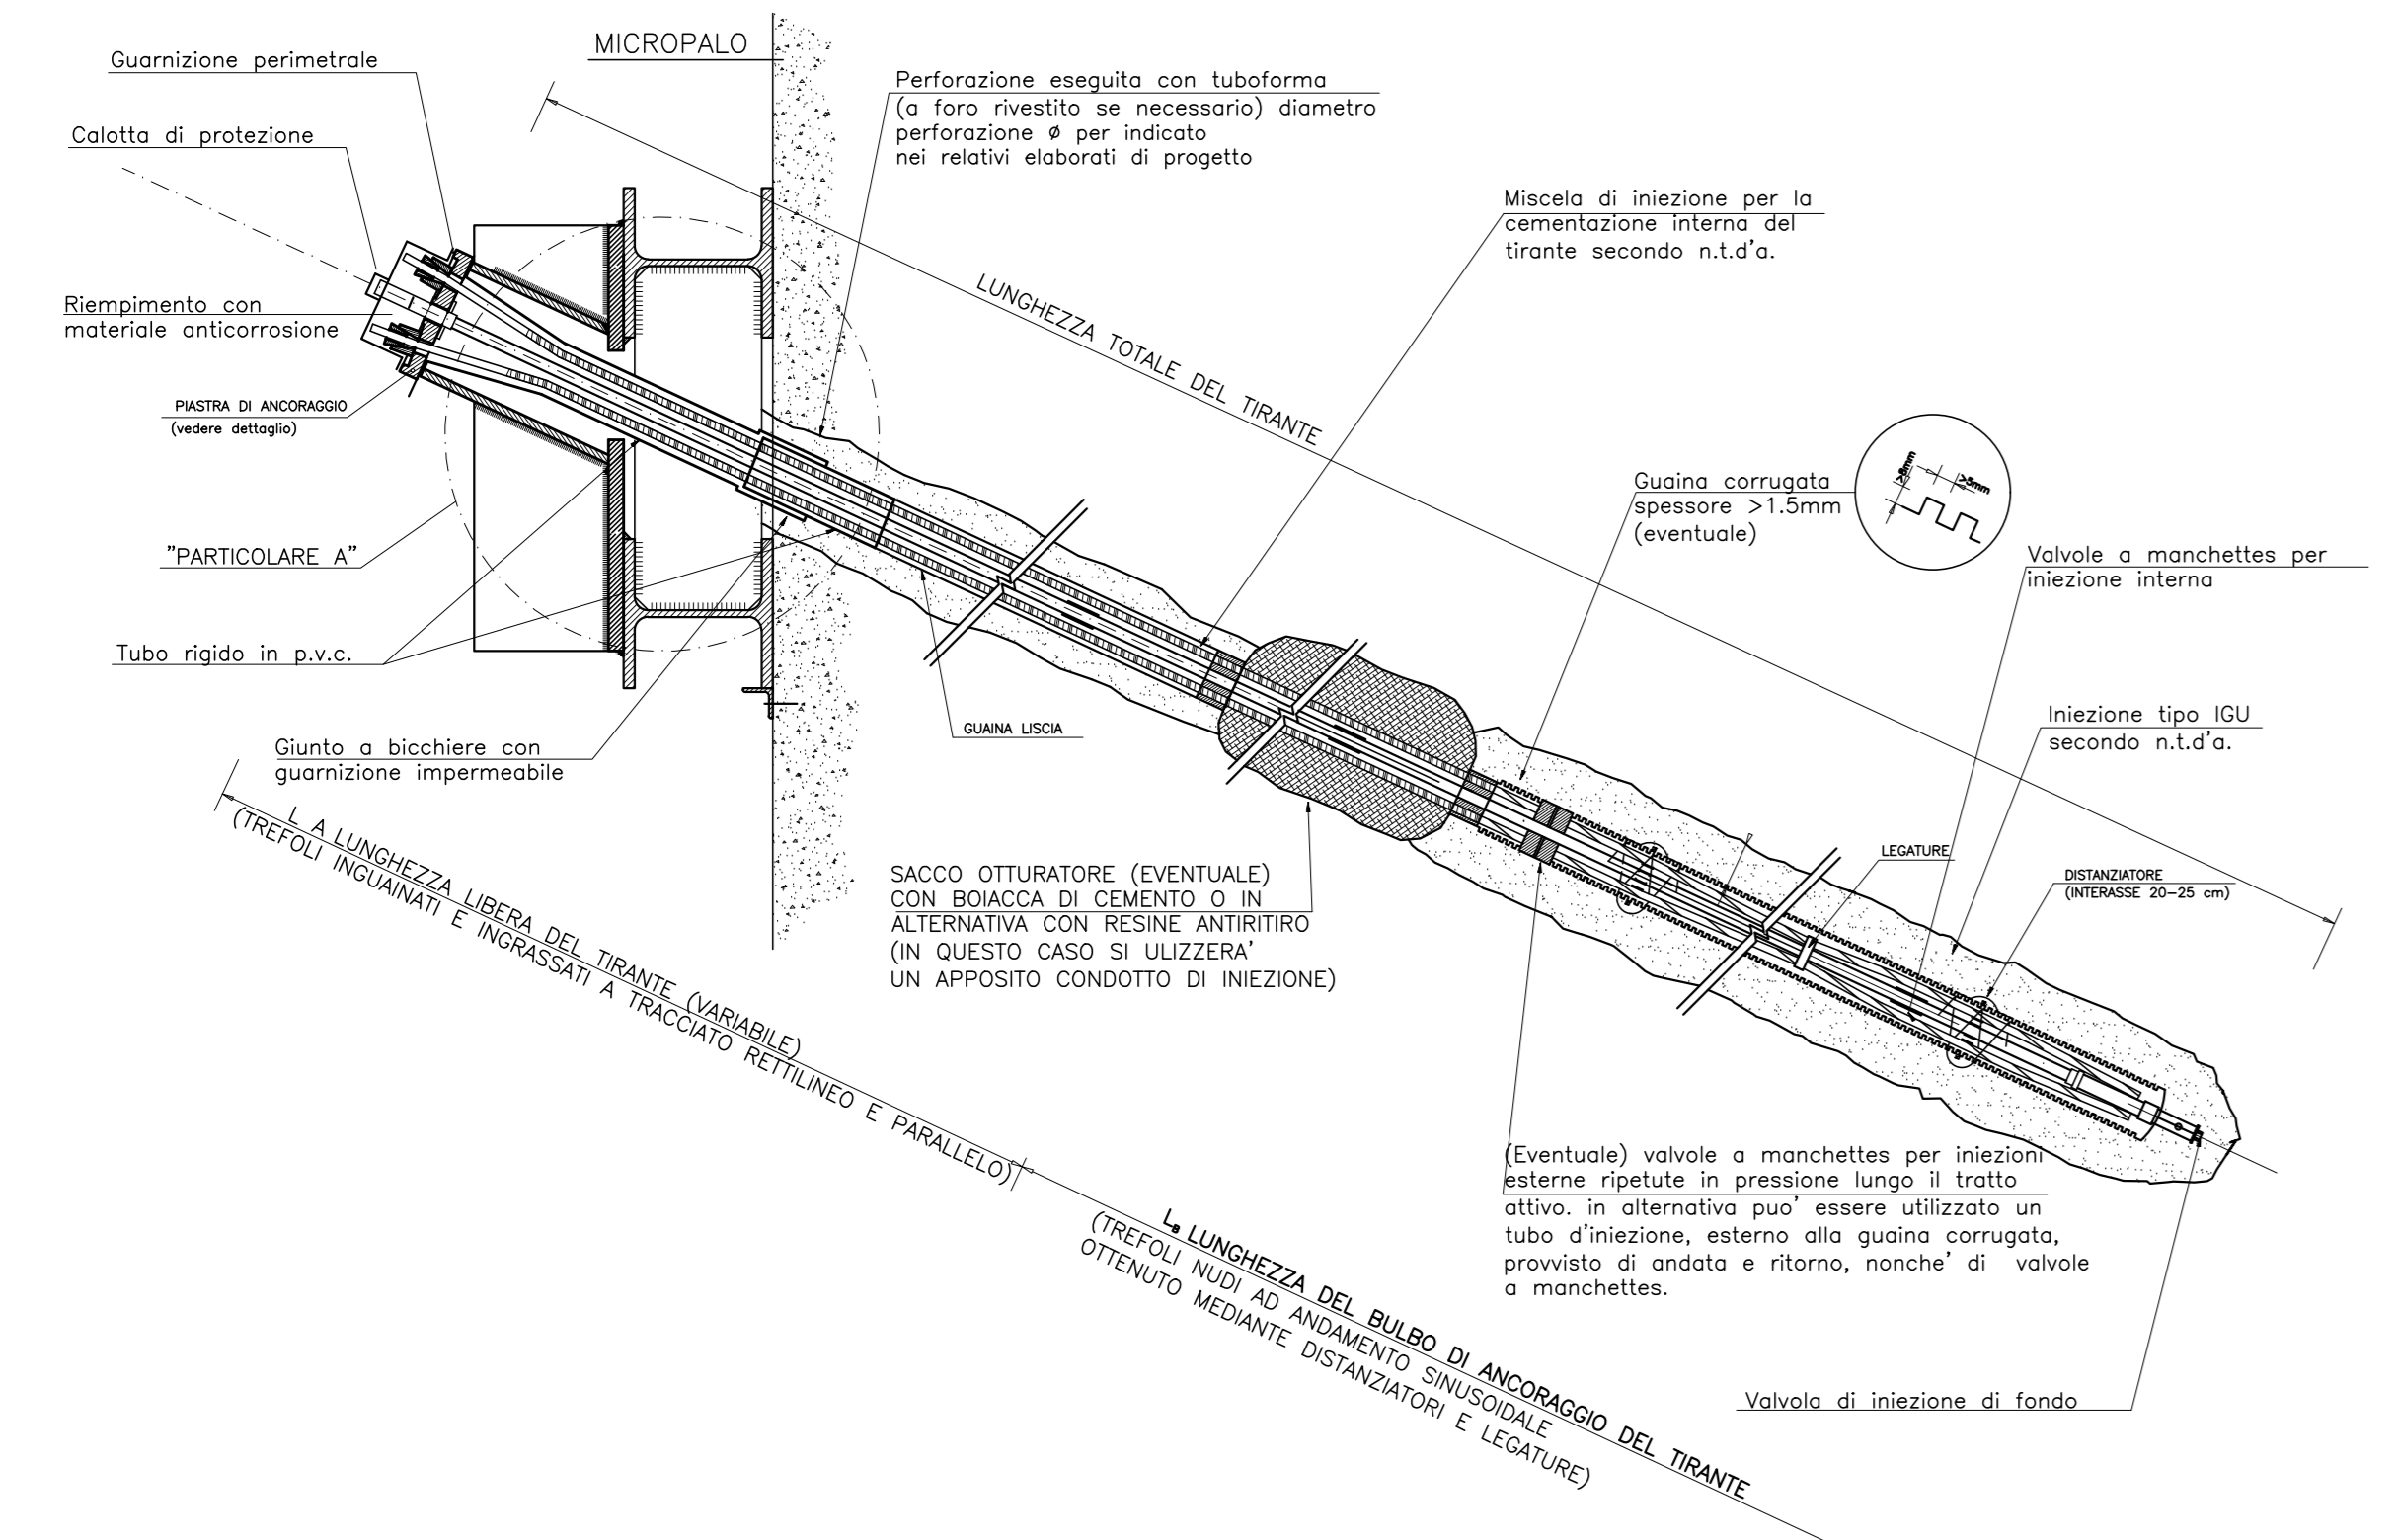 MICROPALO
Guarnizione perimetrale
Calotta di protezione
Riempimento con
materiale anticorrosione
PIASTRA DI ANCORAGGIO
(vedere dettaglio)
"PARTICOLARE A"
Tubo rigido in p.v.c.
Giunto a bicchiere con
guarnizione impermeabile
Perforazione eseguita con tuboforma
(a foro rivestito se necessario) diametro
perforazione ø per indicato
nei relativi elaborati di progetto
Miscela di iniezione per la
cementazione interna del
tirante secondo n.t.d'a.
LUNGHEZZA TOTALE DEL TIRANTE
Guaina corrugata
spessore >1.5mm
(eventuale)
>8mm
>5mm
Valvole a manchettes per
iniezione interna
Iniezione tipo IGU
secondo n.t.d'a.
GUAINA LISCIA
LEGATURE
DISTANZIATORE
(INTERASSE 20-25 cm)
SACCO OTTURATORE (EVENTUALE)
CON BOIACCA DI CEMENTO O IN
ALTERNATIVA CON RESINE ANTIRITIRO
(IN QUESTO CASO SI ULIZZERA'
UN APPOSITO CONDOTTO DI INIEZIONE)
L A LUNGHEZZA LIBERA DEL TIRANTE (VARIABILE)
(TREFOLI INGUAINATI E INGRASSATI A TRACCIATO RETTILINEO E PARALLELO)
(Eventuale) valvole a manchettes per iniezioni
esterne ripetute in pressione lungo il tratto
attivo. in alternativa puo' essere utilizzato un
tubo d'iniezione, esterno alla guaina corrugata,
provvisto di andata e ritorno, nonche' di valvole
a manchettes.
LB LUNGHEZZA DEL BULBO DI ANCORAGGIO DEL TIRANTE
(TREFOLI NUDI AD ANDAMENTO SINUSOIDALE
OTTENUTO MEDIANTE DISTANZIATORI E LEGATURE)
Valvola di iniezione di fondo